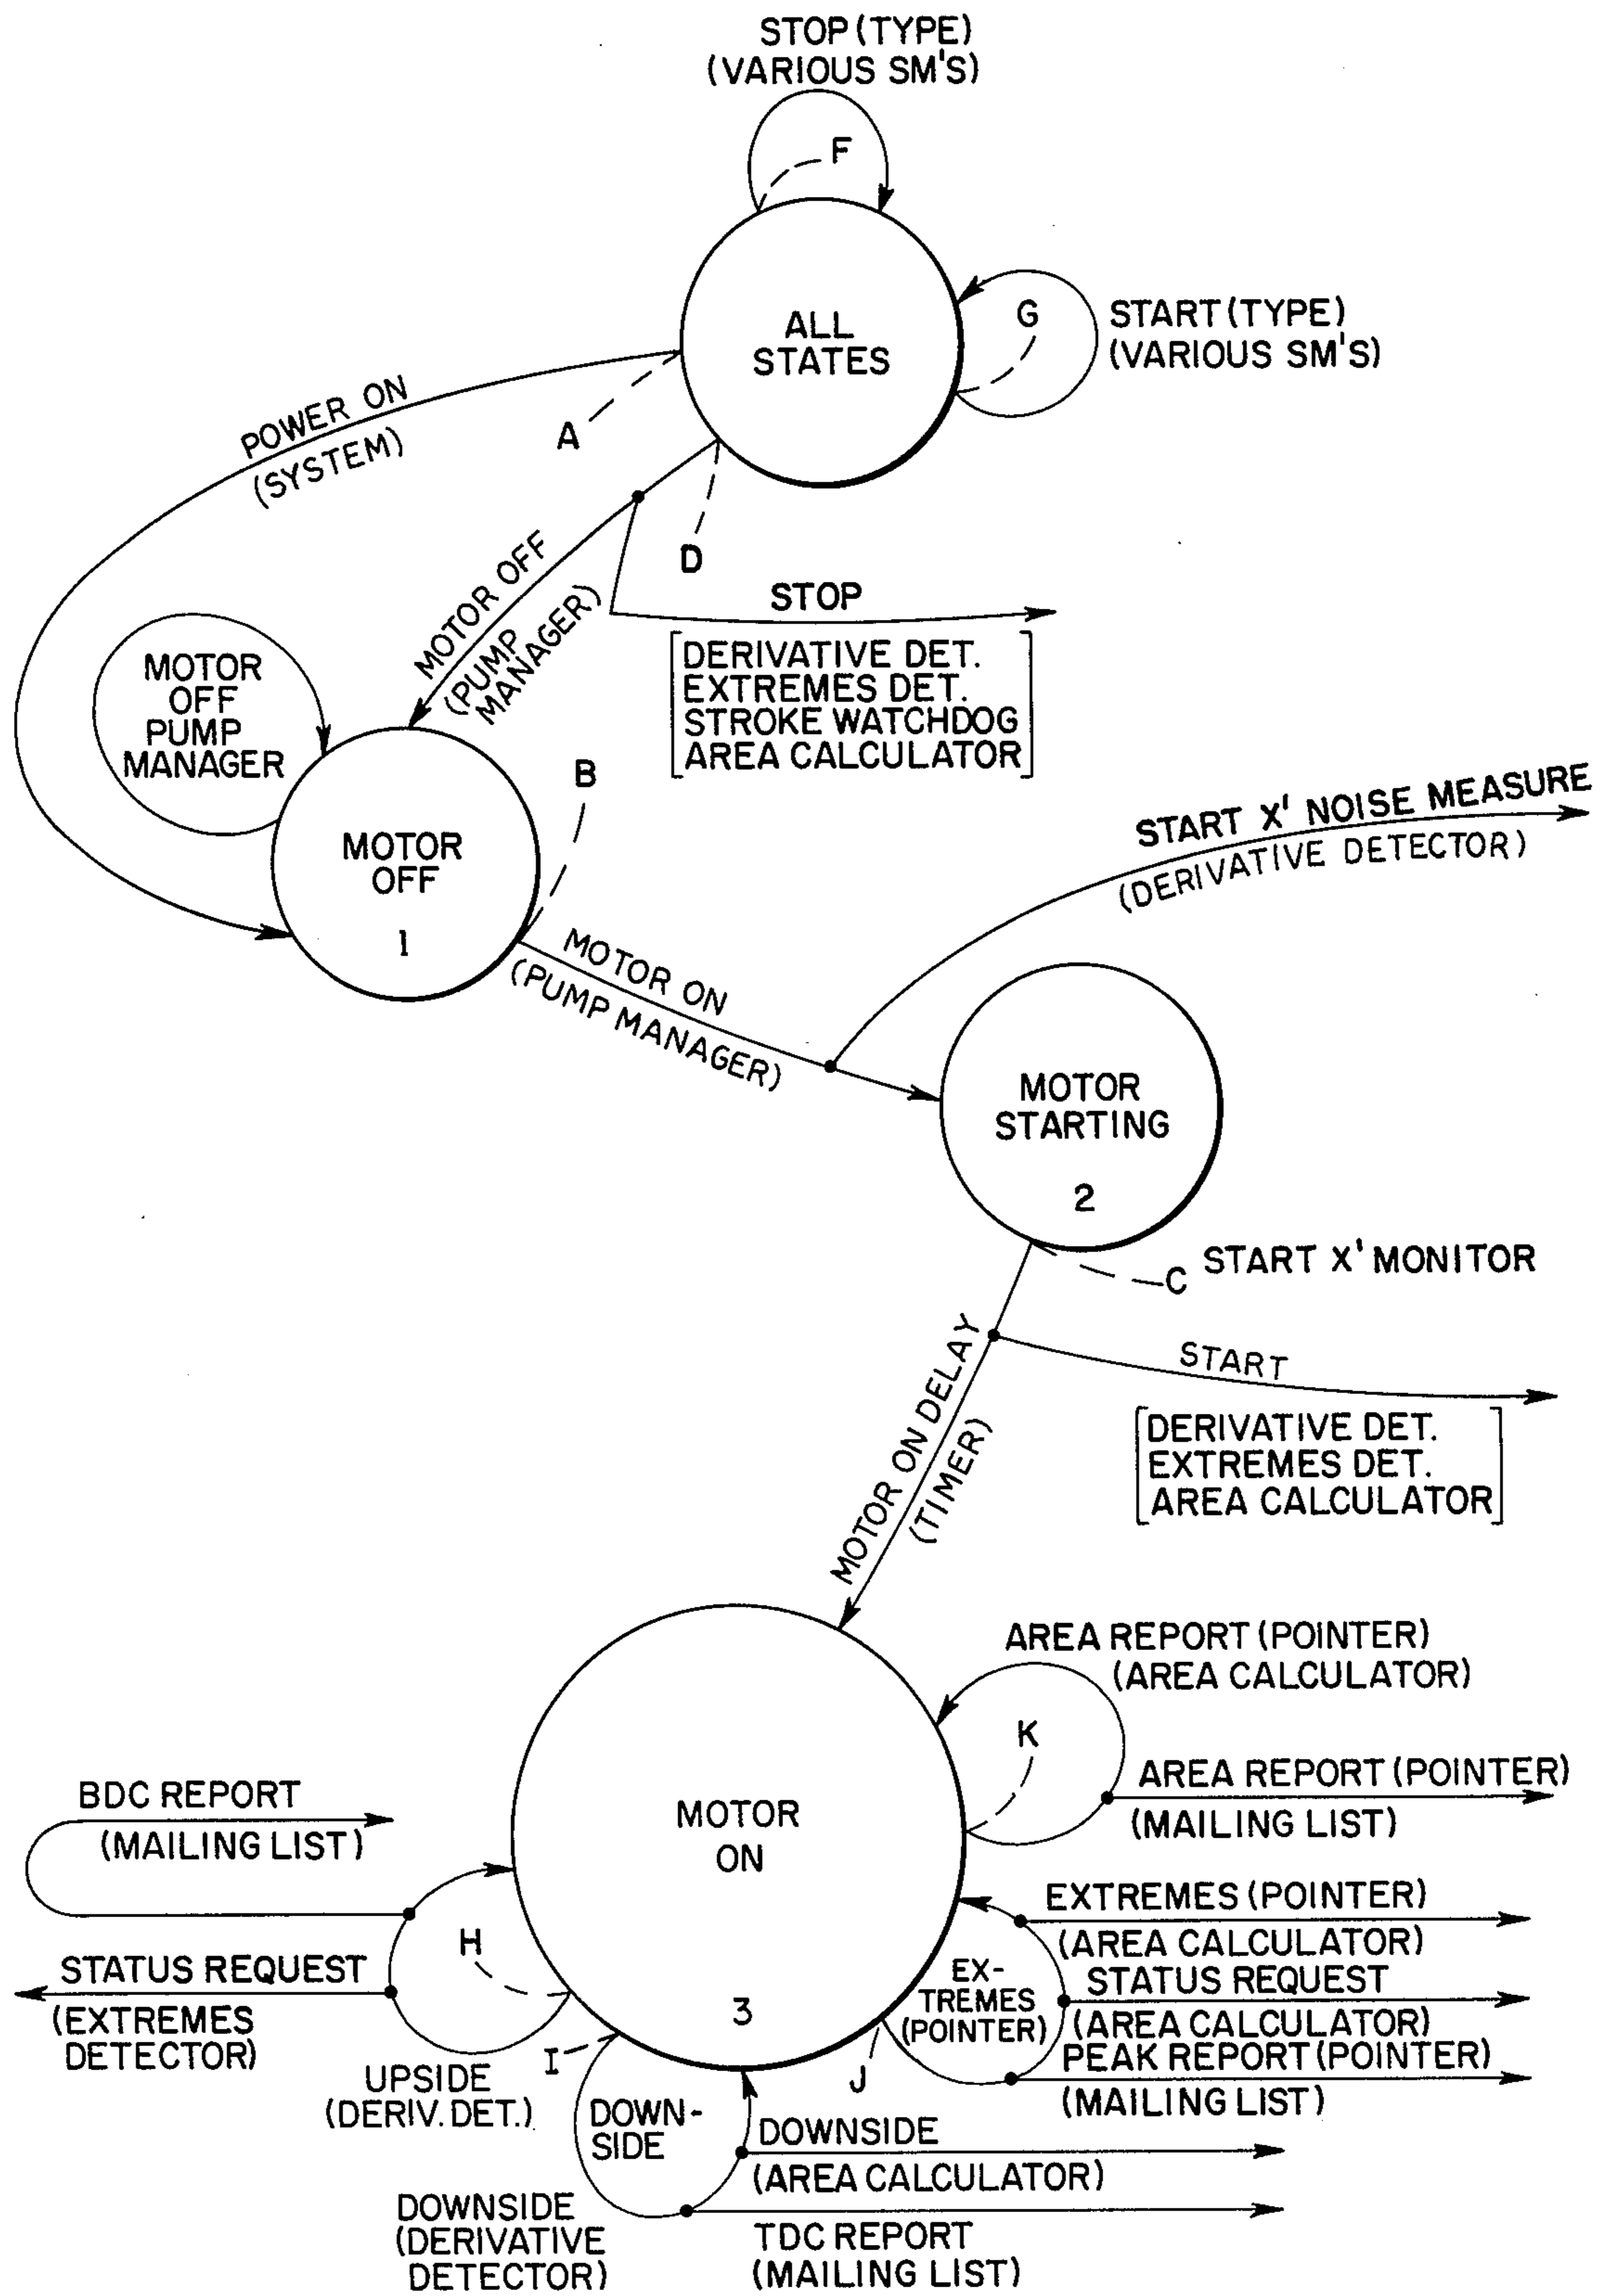 STOP (TYPE)
(VARIOUS SM'S)
F
ALL
STATES
G
START (TYPE)
(VARIOUS SM'S)
POWER ON
(SYSTEM)
A
D
MOTOR OFF
(PUMP
MANAGER)
STOP
DERIVATIVE DET.
EXTREMES DET.
STROKE WATCHDOG
AREA CALCULATOR
MOTOR
OFF
PUMP
MANAGER
B
MOTOR
OFF
1
START X' NOISE MEASURE
(DERIVATIVE DETECTOR)
MOTOR ON
(PUMP MANAGER)
MOTOR
STARTING
2
C
START X' MONITOR
MOTOR ON DELAY
(TIMER)
START
DERIVATIVE DET.
EXTREMES DET.
AREA CALCULATOR
AREA REPORT (POINTER)
(AREA CALCULATOR)
K
AREA REPORT (POINTER)
(MAILING LIST)
MOTOR
ON
3
BDC REPORT
(MAILING LIST)
H
STATUS REQUEST
(EXTREMES
DETECTOR)
UPSIDE
(DERIV. DET.)
I
J
EX-
TREMES
(POINTER)
EXTREMES (POINTER)
(AREA CALCULATOR)
STATUS REQUEST
(AREA CALCULATOR)
PEAK REPORT (POINTER)
(MAILING LIST)
DOWN-
SIDE
DOWNSIDE
(AREA CALCULATOR)
DOWNSIDE
(DERIVATIVE
DETECTOR)
TDC REPORT
(MAILING LIST)